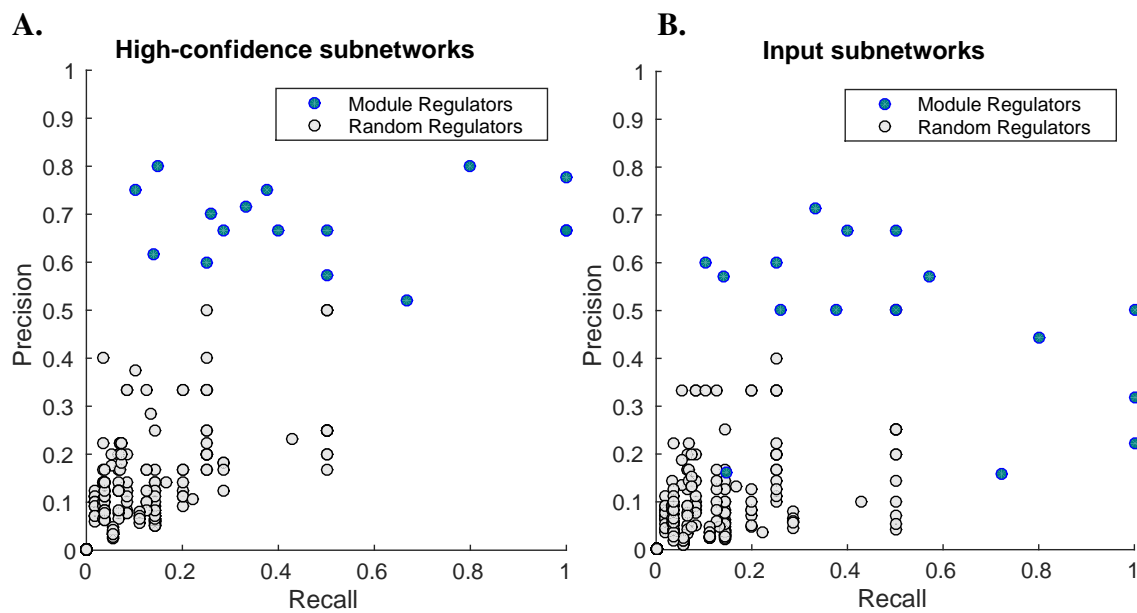 A.
High-confidence subnetworks
1
0.9
0.8
0.7
0.6
0.5
0.4
0.3
0.2
0.1
0
Precision
Module Regulators
Random Regulators
0
0.2
0.4
0.6
0.8
1
Recall
B.
Input subnetworks
1
0.9
0.8
0.7
0.6
0.5
0.4
0.3
0.2
0.1
0
Precision
Module Regulators
Random Regulators
0
0.2
0.4
0.6
0.8
1
Recall